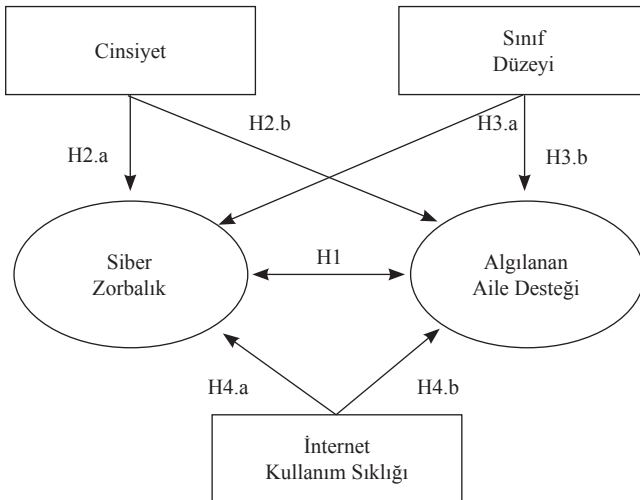 Cinsiyet
Sınıf
Düzeyi
H2.b
H3.a
H2.a
H3.b
Siber
Zorbalık
H1
Algılanan
Aile Desteği
H4.a
H4.b
İnternet
Kullanım Sıklığı